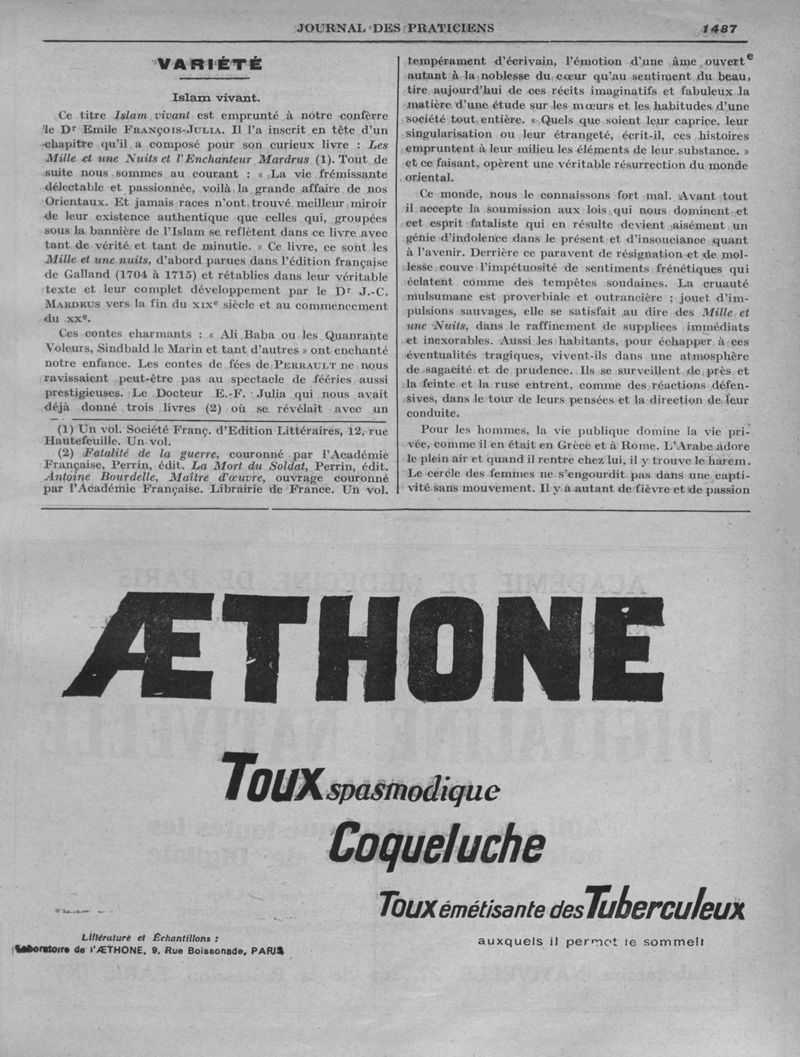 JOURNAL DES PRATICIENS 1487
VARIÉTÉ
Islam vivant.
Ce titre Islam vivant est emprunté à notre confèrre
le Dr Emile FRANÇOIS-JULIA. Il l'a inscrit en tête d'un
chapitre qu'il a composé pour son curieux livre : Les
Mille et une Nuits et l'Enchanteur Mardrus (1). Tout de
suite nous sommes au courant : « La vie frémissante
délectable et passionnée, voilà la grande affaire de nos
Orientaux. Et jamais races n'ont trouvé meilleur miroir
de leur existence authentique que celles qui, groupées
sous la bannière de l'Islam se reflètent dans ce livre avec
tant de vérité et tant de minutie. » Ce livre, ce sont les
Mille et une nuits, d'abord parues dans l'édition française
de Galland (1704 à 1715) et rétablies dans leur véritable
texte et leur complet développement par le Dr J.-C.
MARDRUS vers la fin du XIXe siècle et au commencement
du XXe.
Ces contes charmants : « Ali Baba ou les Quanrante
Voleurs, Sindbald le Marin et tant d'autres » ont enchanté
notre enfance. Les contes de fées de PERRAULT ne nous
ravissaient peut-être pas au spectacle de féeries aussi
prestigieuses. Le Docteur E.-F. Julia qui nous avait
déjà donné trois livres (2) où se révélait avec un
(1) Un vol. Société Franç. d'Edition Littéraires, 12, rue
Hautefeuille. Un vol.
(2) Fatalité de la guerre, couronné par l'Académie
Française, Perrin, édit. La Mort du Soldat, Perrin, édit.
Antoine Bourdelle, Maître d'œuvre, ouvrage couronné
par l'Académie Française. Librairie de France. Un vol.
tempérament d'écrivain, l'émotion d'une âme ouverte
autant à la noblesse du cœur qu'au sentiment du beau,
tire aujourd'hui de ces récits imaginatifs et fabuleux la
matière d'une étude sur les mœurs et les habitudes d'une
société tout entière. « Quels que soient leur caprice, leur
singularisation ou leur étrangeté, écrit-il, ces histoires
empruntent à leur milieu les éléments de leur substance. »
et ce faisant, opèrent une véritable résurrection du monde
oriental.
Ce monde, nous le connaissons fort mal. Avant tout
il accepte la soumission aux lois qui nous dominent et
cet esprit fataliste qui en résulte devient aisément un
génie d'indolence dans le présent et d'insouciance quant
à l'avenir. Derrière ce paravent de résignation et de mol-
lesse couve l'impétuosité de sentiments frénétiques qui
éclatent comme des tempêtes soudaines. La cruauté
mulsumane est proverbiale et outrancière ; jouet d'im-
pulsions sauvages, elle se satisfait au dire des Mille et
une Nuits, dans le raffinement de supplices immédiats
et inexorables. Aussi les habitants, pour échapper à ces
éventualités tragiques, vivent-ils dans une atmosphère
de sagacité et de prudence. Ils se surveillent de près et
la feinte et la ruse entrent, comme des réactions défen-
sives, dans le tour de leurs pensées et la direction de leur
conduite.
Pour les hommes, la vie publique domine la vie pri-
vée, comme il en était en Grèce et à Rome. L'Arabe adore
le plein air et quand il rentre chez lui, il y trouve le harem.
Le cercle des femmes ne s'engourdit pas dans une capti-
vité sans mouvement. Il y a autant de fièvre et de passion
ÆTHONE
Toux spasmodique
Coqueluche
Toux émétisante des Tuberculeux
auxquels il permet le sommeil
Littérature et Échantillons :
Laboratoire de l'ÆTHONE, 9, Rue Boissonade, PARIS